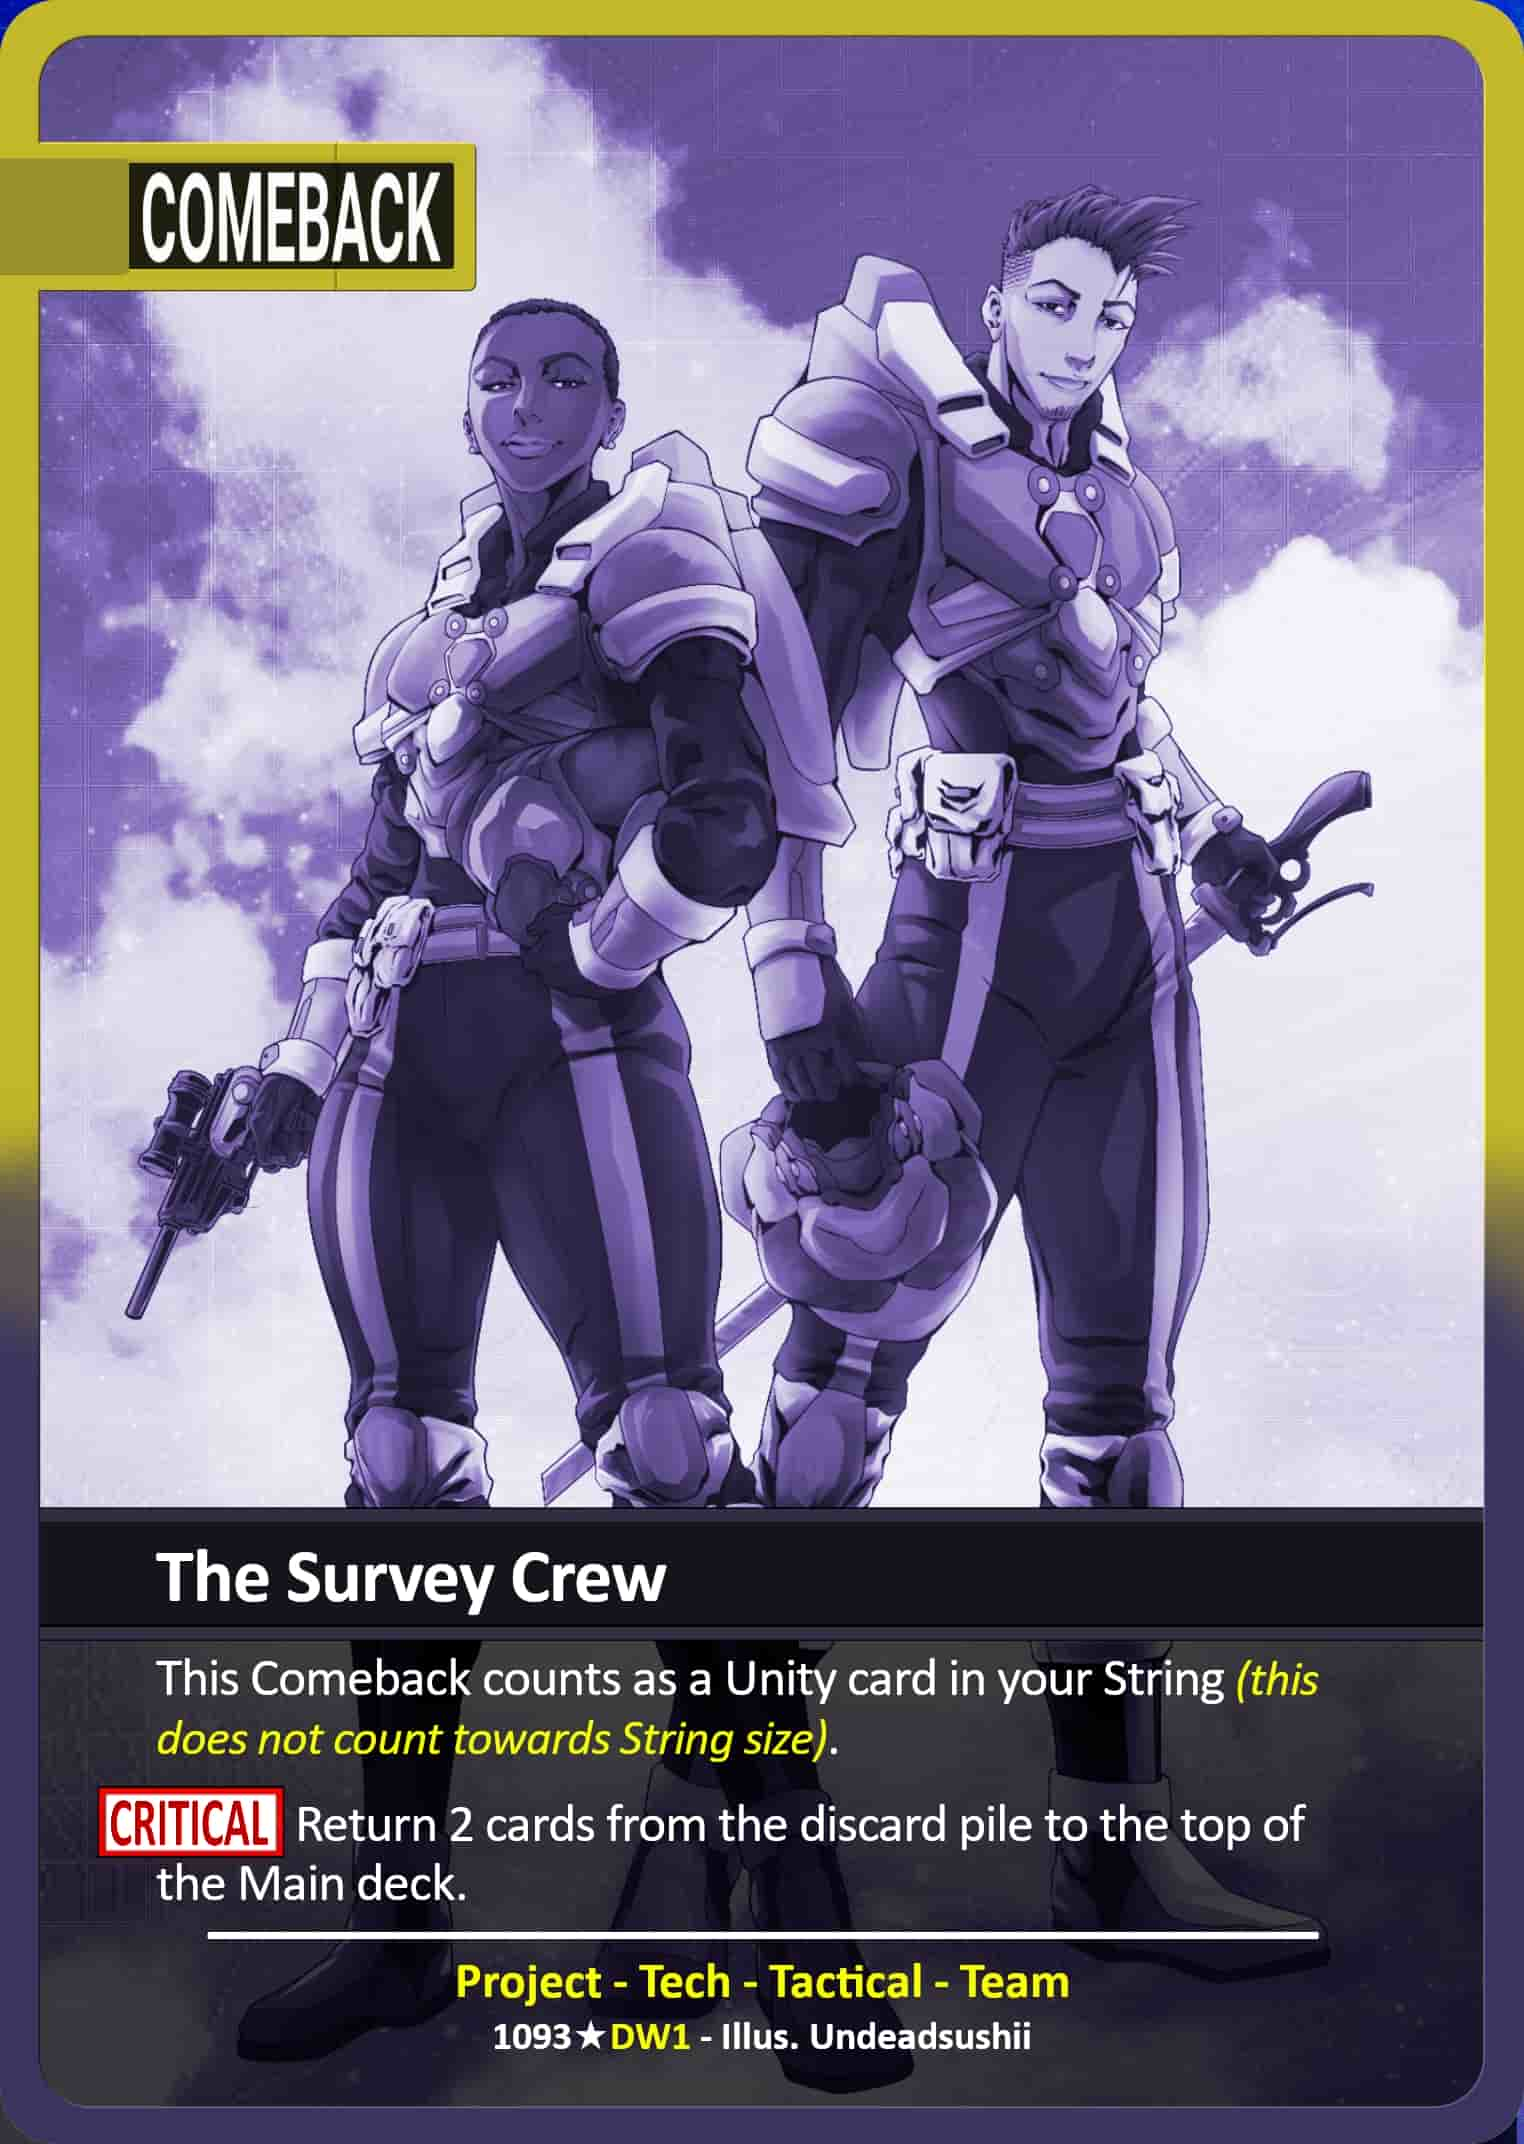 COMEBACK
The Survey Crew
This Comeback counts as a Unity card in your String (this
does not count towards String size).
CRITICAL Return 2 cards from the discard pile to the top of
the Main deck.
Project - Tech - Tactical - Team
1093★DW1 - Illus. Undeadsushii